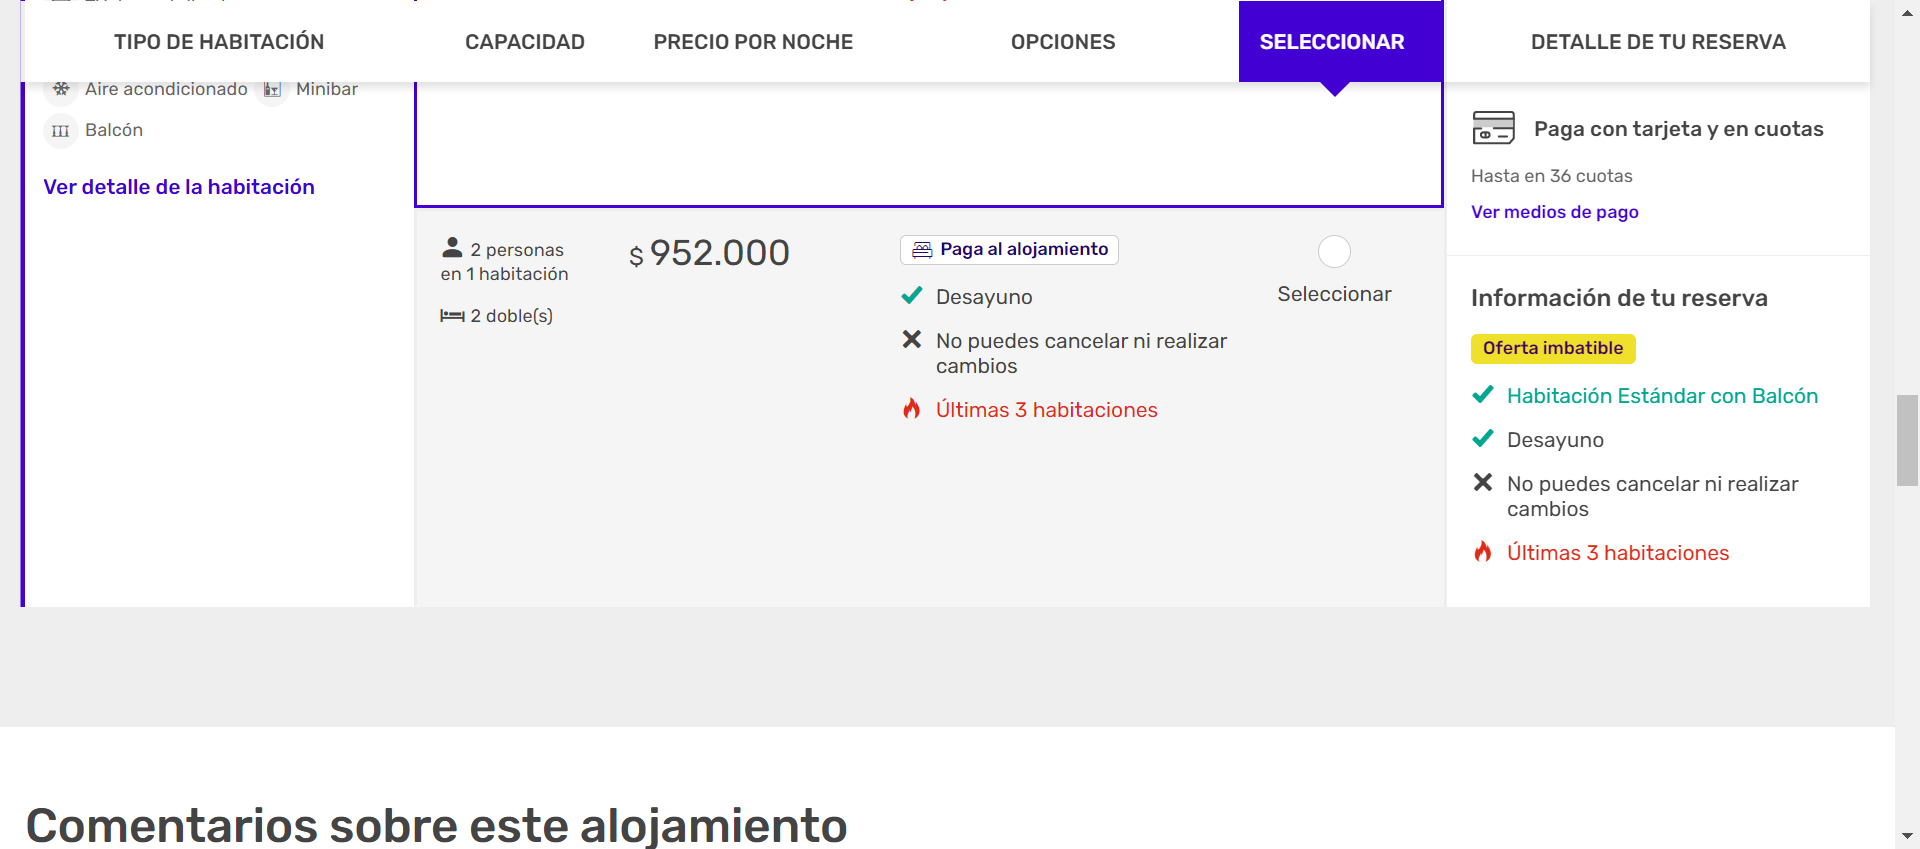 TIPO DE HABITACIÓN
CAPACIDAD
PRECIO POR NOCHE
OPCIONES
SELECCIONAR
DETALLE DE TU RESERVA
Aire acondicionado
Minibar
Balcón
Ver detalle de la habitación
2 personas
en 1 habitación
2 doble(s)
$ 952.000
Paga al alojamiento
Desayuno
No puedes cancelar ni realizar
cambios
Últimas 3 habitaciones
Seleccionar
Paga con tarjeta y en cuotas
Hasta en 36 cuotas
Ver medios de pago
Información de tu reserva
Oferta imbatible
Habitación Estándar con Balcón
Desayuno
No puedes cancelar ni realizar
cambios
Últimas 3 habitaciones
Comentarios sobre este alojamiento